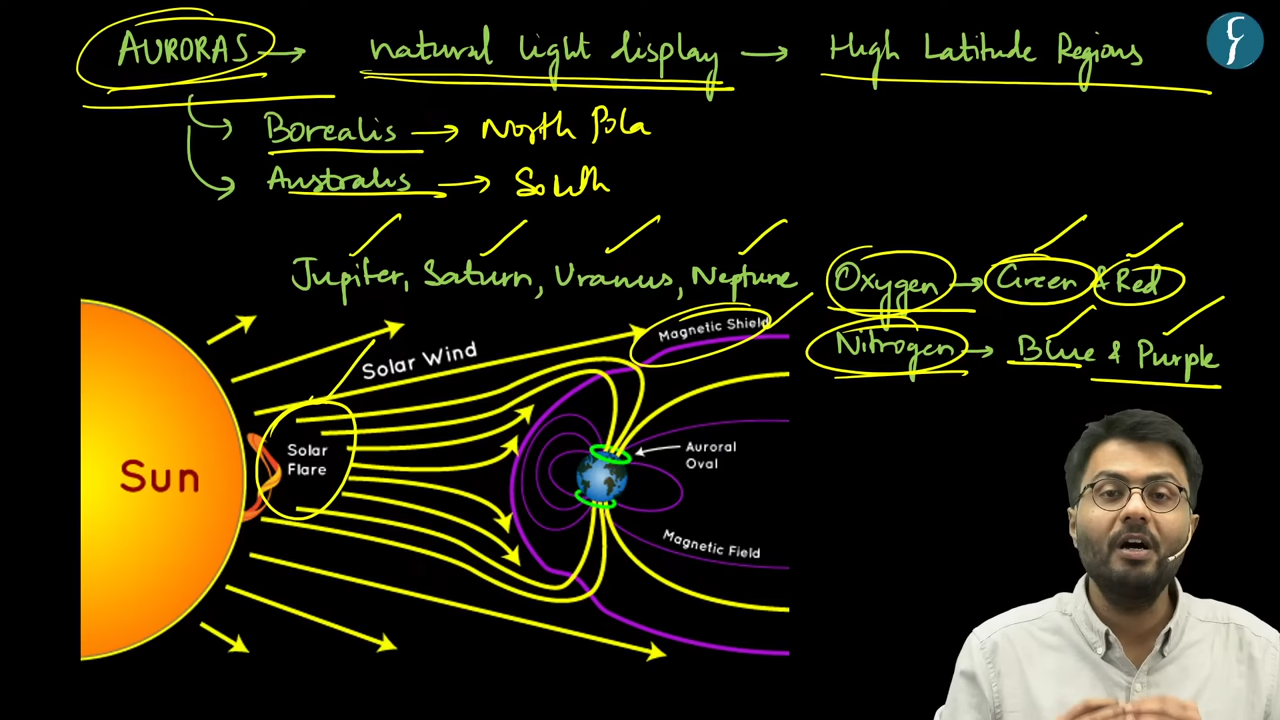 AURORAS → natural light display → High Latitude Regions
Borealis → North Pola
Australis → South
Jupiter, Saturn, Uranus, Neptune
Oxygen → Green & Red
Nitrogen → Blue & Purple
Magnetic Shield
Solar Wind
Solar
Flare
Sun
Auroral
Oval
Magnetic Field